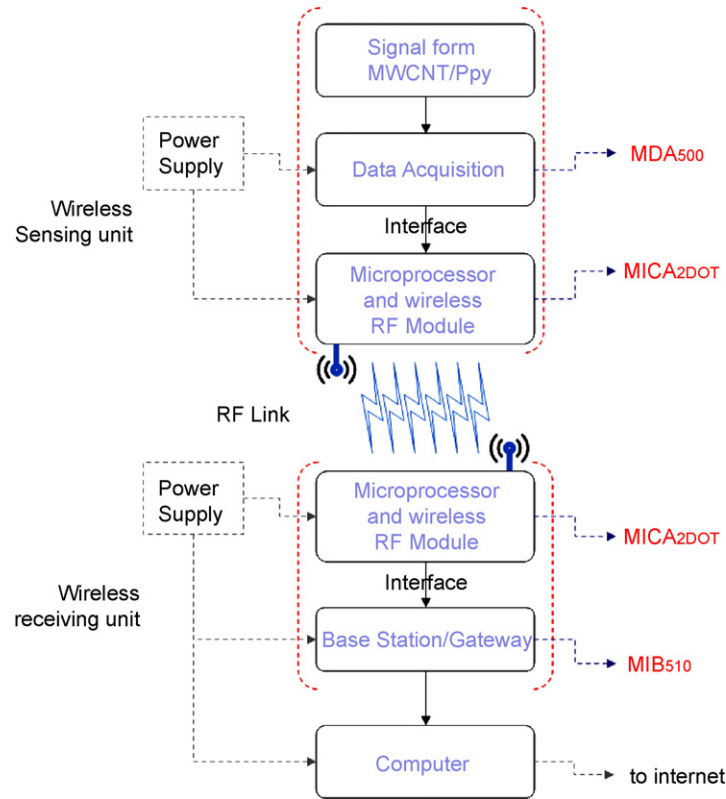 Signal form
MWCNT/Ppy
Power
Supply
Data Acquisition
MDA500
Wireless
Sensing unit
Interface
Microprocessor
and wireless
RF Module
MICA2DOT
RF Link
Power
Supply
Microprocessor
and wireless
RF Module
MICA2DOT
Interface
Wireless
receiving unit
Base Station/Gateway
MIB510
Computer
to internet